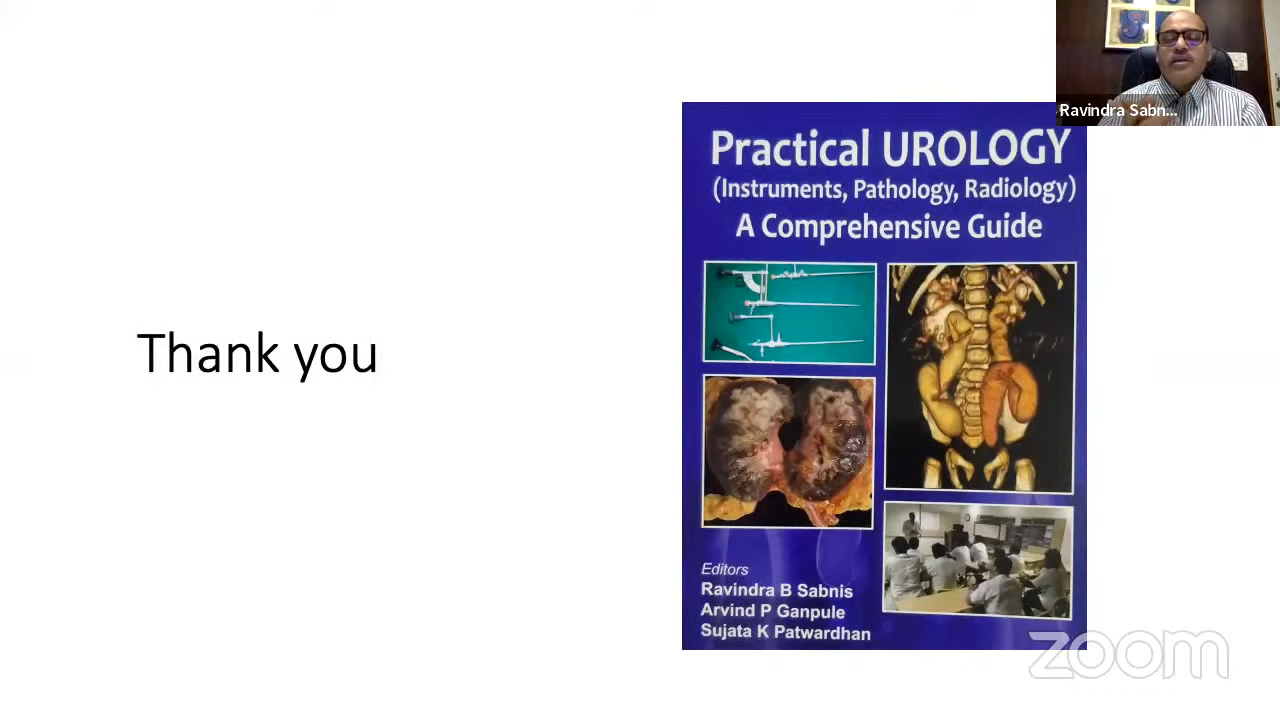 Thank you
Practical UROLOGY
(Instruments, Pathology, Radiology)
A Comprehensive Guide
Editors
Ravindra B Sabnis
Arvind P Ganpule
Sujata K Patwardhan
Ravindra Sabn...
zoom